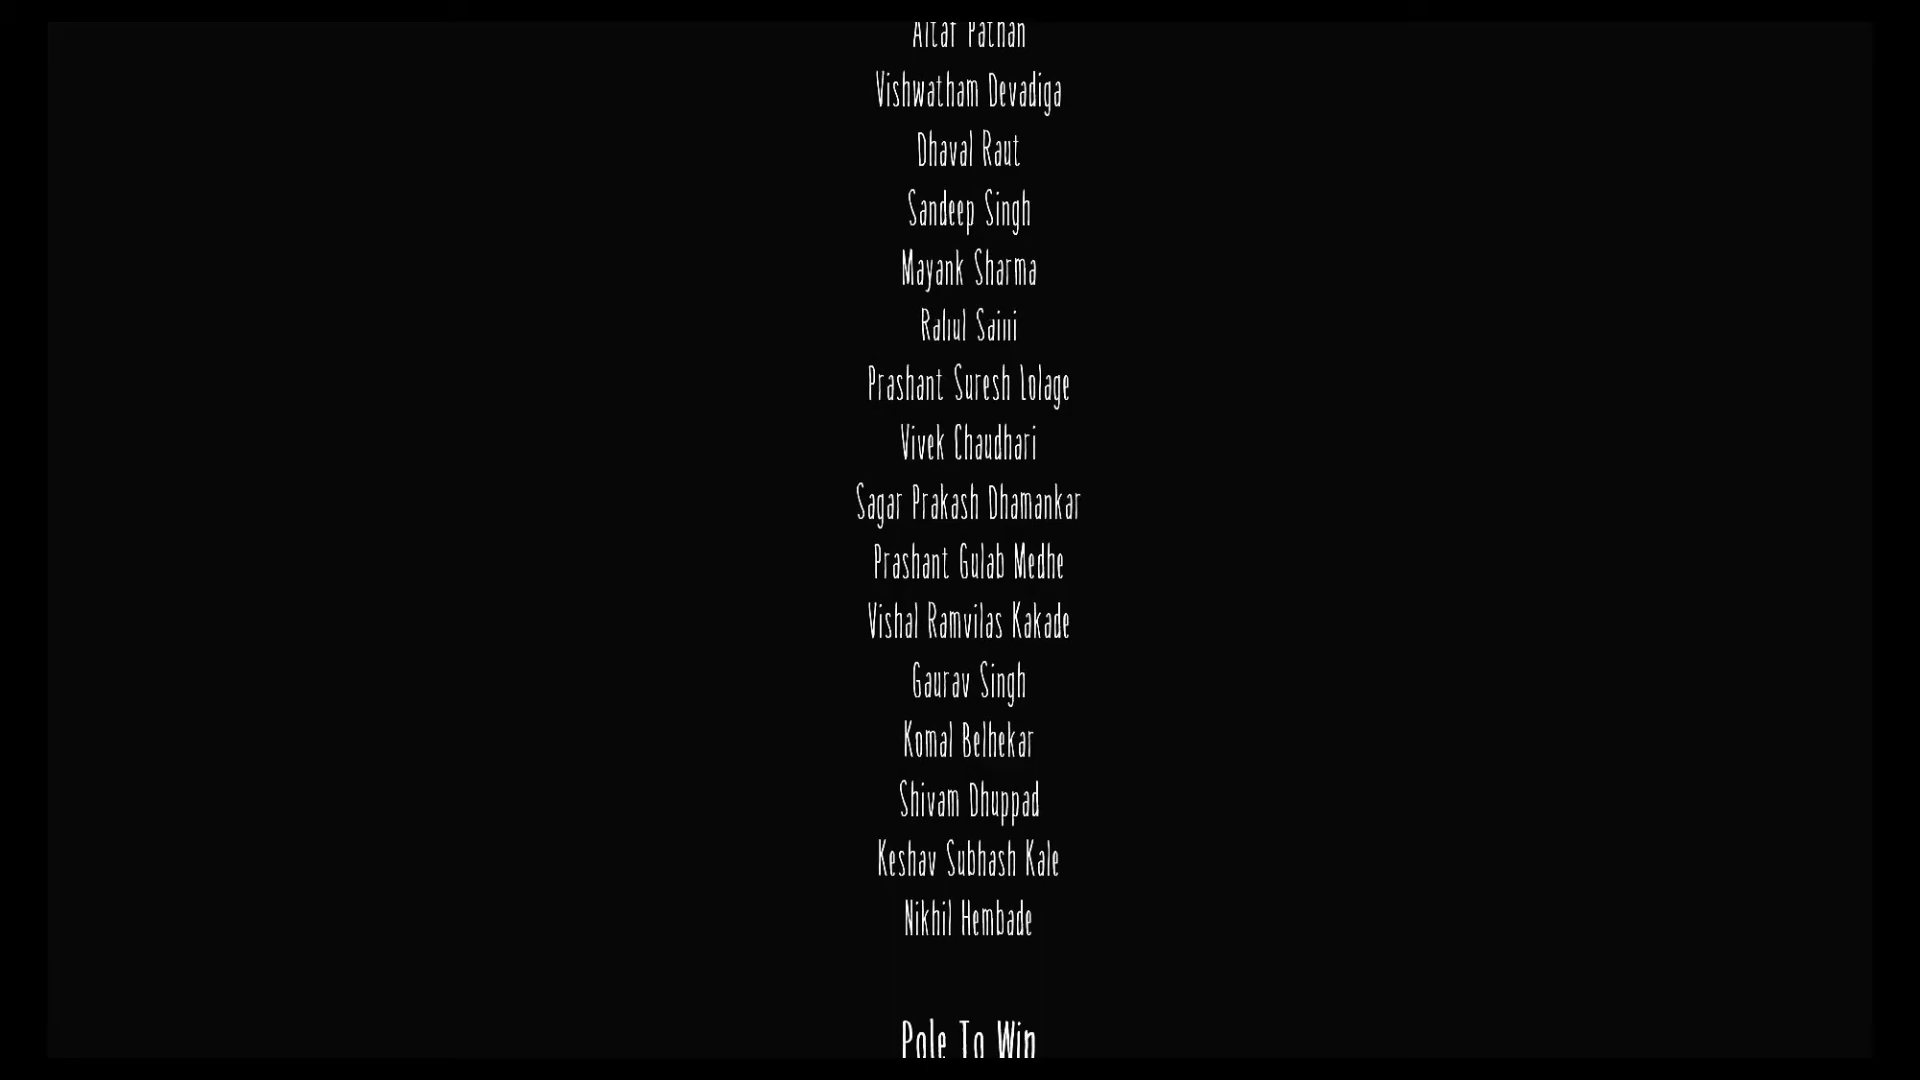 Altaf Pathan
Vishwatham Devadiga
Dhaval Raut
Sandeep Singh
Mayank Sharma
Rahul Saini
Prashant Suresh Lolage
Vivek Chaudhari
Sagar Prakash Dhamankar
Prashant Gulab Medhe
Vishal Ramvilas Kakade
Gaurav Singh
Komal Belhekar
Shivam Dhuppad
Keshav Subhash Kale
Nikhil Hembade
Pole To Win